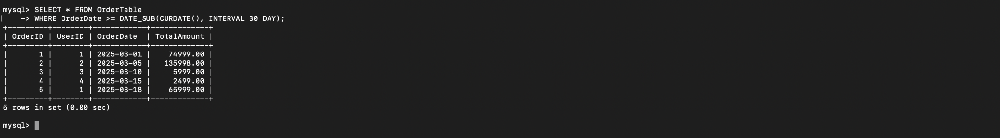 mysql> SELECT * FROM OrderTable
[    -> WHERE OrderDate >= DATE_SUB(CURDATE(), INTERVAL 30 DAY);
+---------+--------+------------+-------------+
| OrderID | UserID | OrderDate  | TotalAmount |
+---------+--------+------------+-------------+
|       1 |      1 | 2025-03-01 |    74999.00 |
|       2 |      2 | 2025-03-05 |   135998.00 |
|       3 |      3 | 2025-03-10 |     5999.00 |
|       4 |      4 | 2025-03-15 |     2499.00 |
|       5 |      1 | 2025-03-18 |    65999.00 |
+---------+--------+------------+-------------+
5 rows in set (0.00 sec)
mysql>